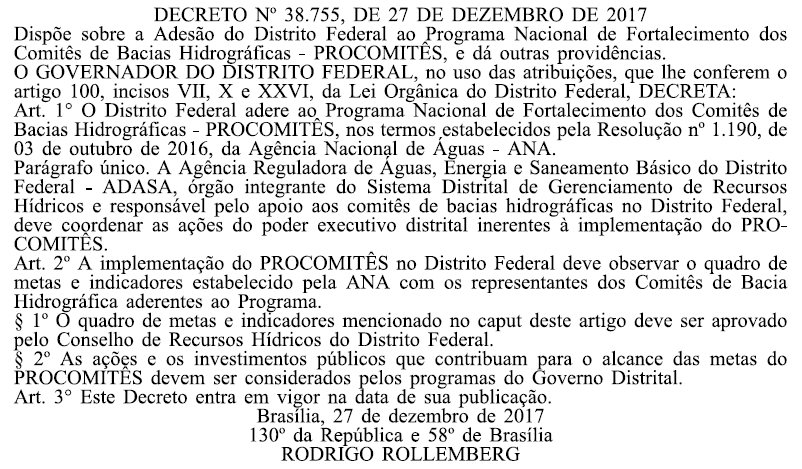 DECRETO Nº 38.755, DE 27 DE DEZEMBRO DE 2017
Dispõe sobre a Adesão do Distrito Federal ao Programa Nacional de Fortalecimento dos
Comitês de Bacias Hidrográficas - PROCOMITÊS, e dá outras providências.
O GOVERNADOR DO DISTRITO FEDERAL, no uso das atribuições, que lhe conferem o
artigo 100, incisos VII, X e XXVI, da Lei Orgânica do Distrito Federal, DECRETA:
Art. 1° O Distrito Federal adere ao Programa Nacional de Fortalecimento dos Comitês de
Bacias Hidrográficas - PROCOMITÊS, nos termos estabelecidos pela Resolução nº 1.190, de
03 de outubro de 2016, da Agência Nacional de Águas - ANA.
Parágrafo único. A Agência Reguladora de Águas, Energia e Saneamento Básico do Distrito
Federal - ADASA, órgão integrante do Sistema Distrital de Gerenciamento de Recursos
Hídricos e responsável pelo apoio aos comitês de bacias hidrográficas no Distrito Federal,
deve coordenar as ações do poder executivo distrital inerentes à implementação do PRO-
COMITÊS.
Art. 2º A implementação do PROCOMITÊS no Distrito Federal deve observar o quadro de
metas e indicadores estabelecido pela ANA com os representantes dos Comitês de Bacia
Hidrográfica aderentes ao Programa.
§ 1º O quadro de metas e indicadores mencionado no caput deste artigo deve ser aprovado
pelo Conselho de Recursos Hídricos do Distrito Federal.
§ 2º As ações e os investimentos públicos que contribuam para o alcance das metas do
PROCOMITÊS devem ser considerados pelos programas do Governo Distrital.
Art. 3° Este Decreto entra em vigor na data de sua publicação.
Brasília, 27 de dezembro de 2017
130º da República e 58º de Brasília
RODRIGO ROLLEMBERG